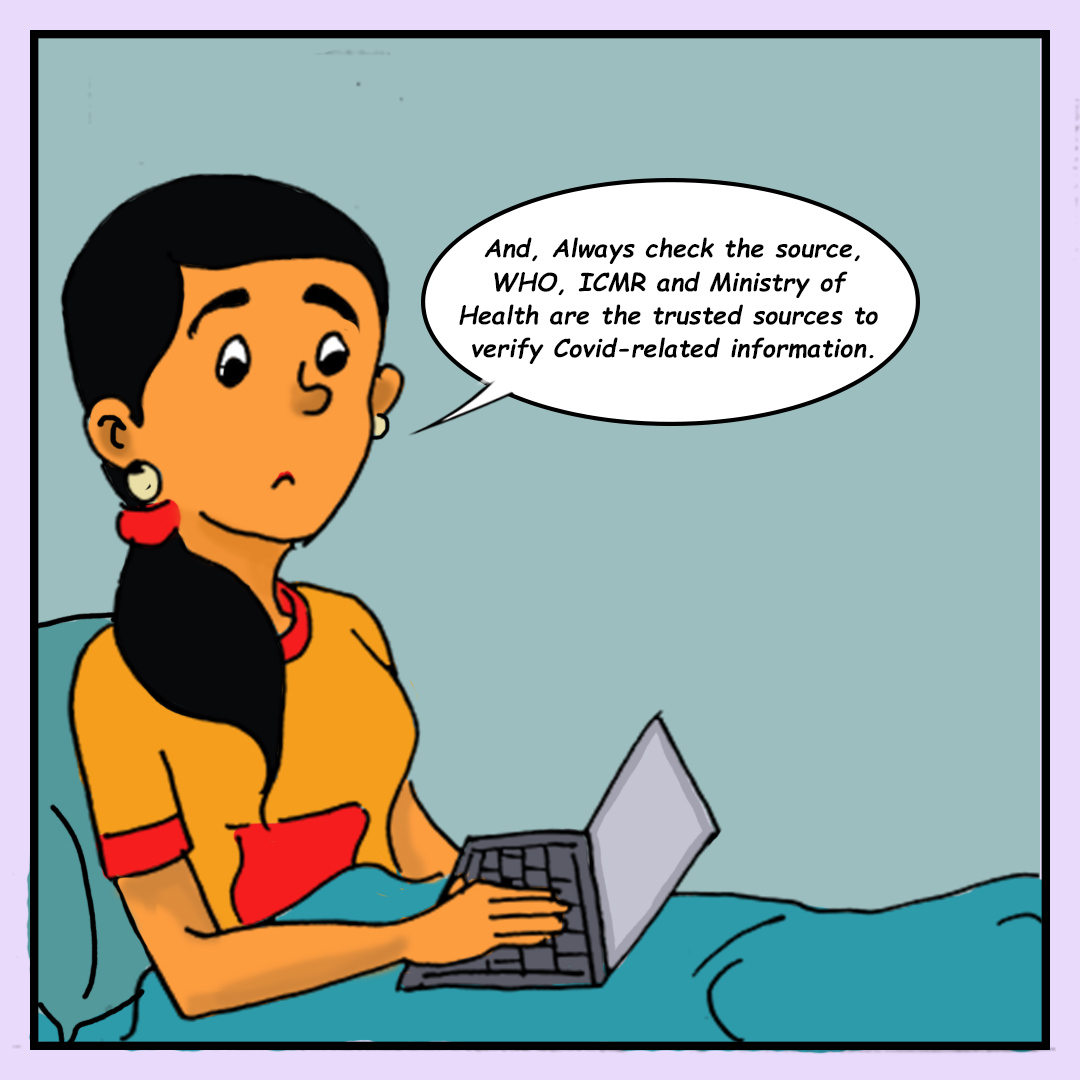 And, Always check the source,
WHO, ICMR and Ministry of
Health are the trusted sources to
verify Covid-related information.